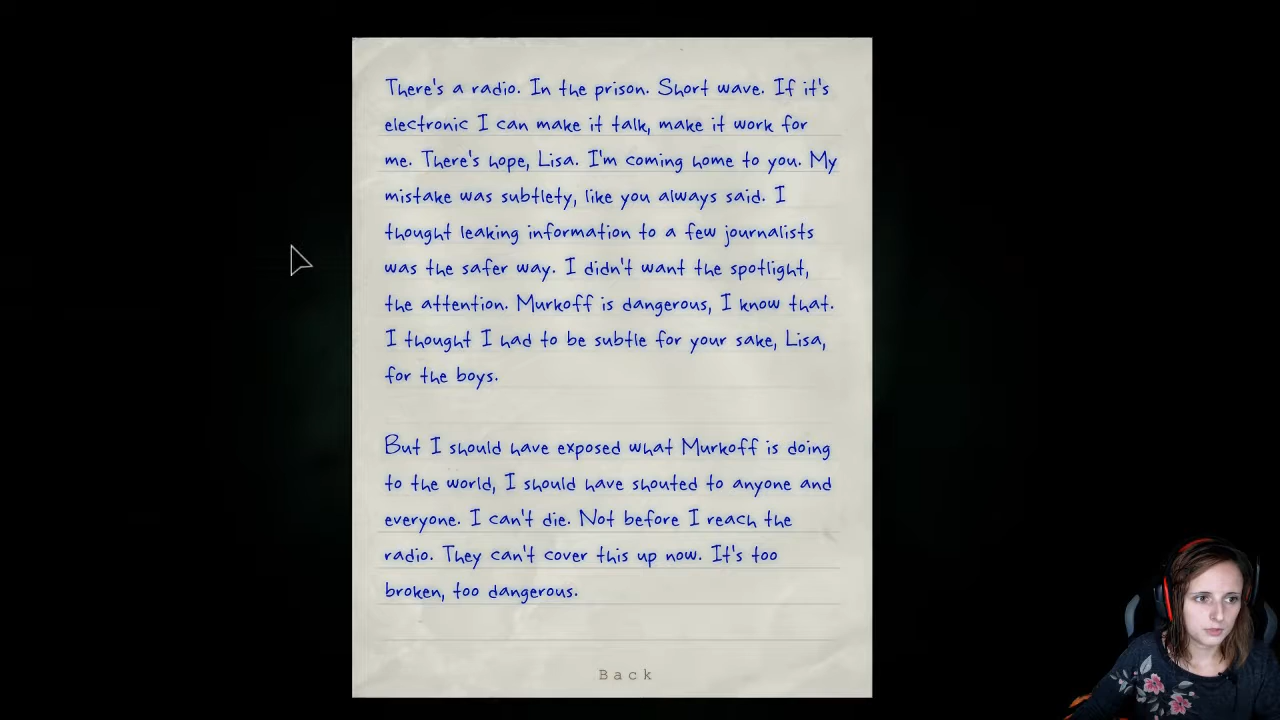 There's a radio. In the prison. Short wave. If it's
electronic I can make it talk, make it work for
me. There's hope, Lisa. I'm coming home to you. My
mistake was subtlety, like you always said. I
thought leaking information to a few journalists
was the safer way. I didn't want the spotlight,
the attention. Murkoff is dangerous, I know that.
I thought I had to be subtle for your sake, Lisa,
for the boys.
But I should have exposed what Murkoff is doing
to the world, I should have shouted to anyone and
everyone. I can't die. Not before I reach the
radio. They can't cover this up now. It's too
broken, too dangerous.
Back